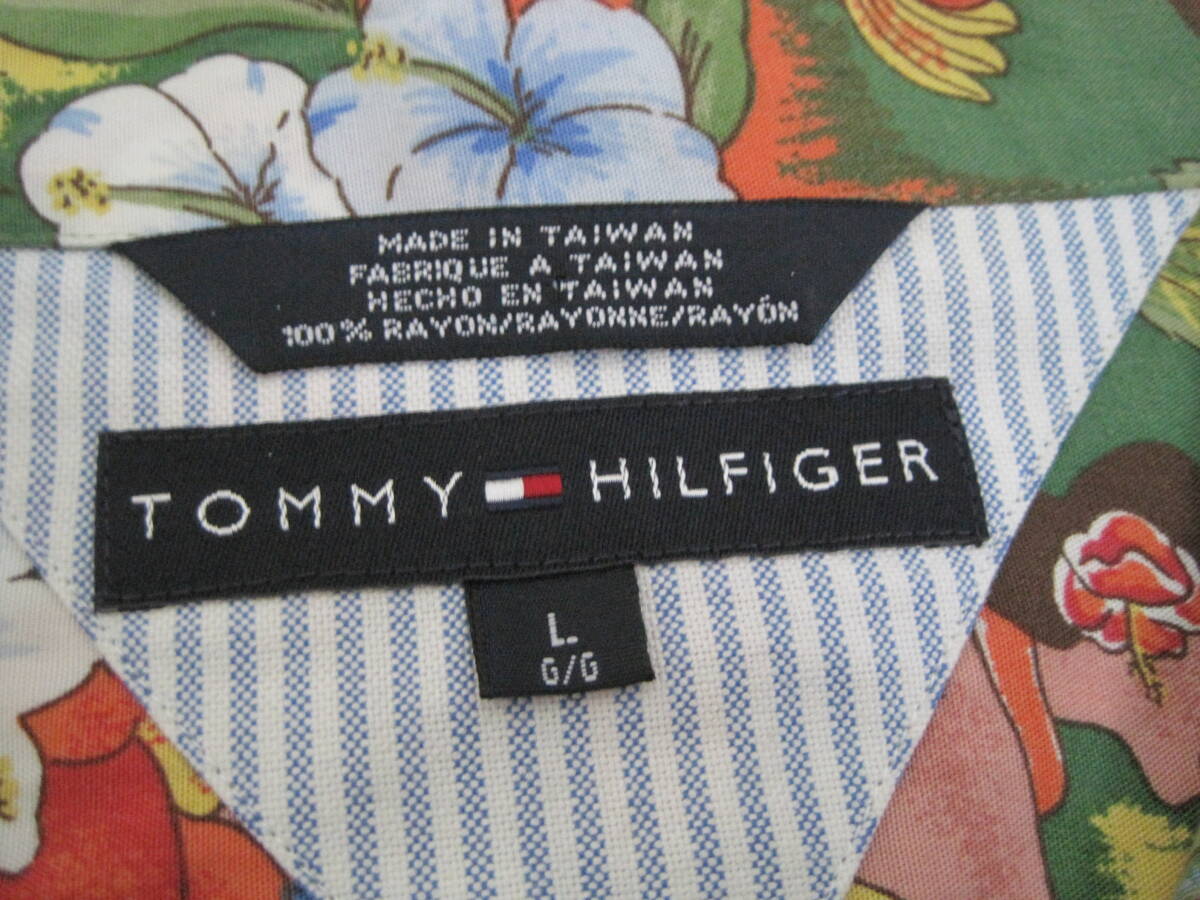 MADE IN TAIWAN
FABRIQUE A TAIWAN
HECHO EN TAIWAN
100% RAYON/RAYONNE/RAYÓN
TOMMY HILFIGER
L.
G/G